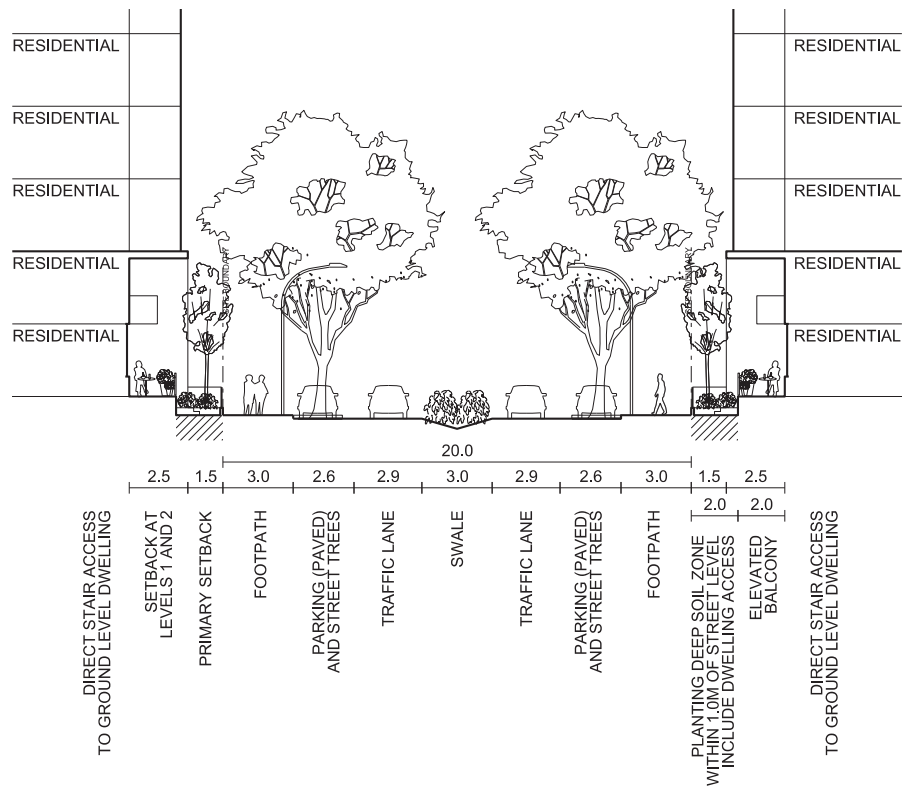 RESIDENTIAL
RESIDENTIAL
RESIDENTIAL
RESIDENTIAL
RESIDENTIAL
RESIDENTIAL
RESIDENTIAL
RESIDENTIAL
RESIDENTIAL
RESIDENTIAL
BOUNDARY
BOUNDARY
20.0
2.5
1.5
3.0
2.6
2.9
3.0
2.9
2.6
3.0
1.5
2.5
2.0
2.0
DIRECT STAIR ACCESS
TO GROUND LEVEL DWELLING
SETBACK AT
LEVELS 1 AND 2
PRIMARY SETBACK
FOOTPATH
PARKING (PAVED)
AND STREET TREES
TRAFFIC LANE
SWALE
TRAFFIC LANE
PARKING (PAVED)
AND STREET TREES
FOOTPATH
PLANTING DEEP SOIL ZONE
WITHIN 1.0M OF STREET LEVEL
INCLUDE DWELLING ACCESS
ELEVATED
BALCONY
DIRECT STAIR ACCESS
TO GROUND LEVEL DWELLING